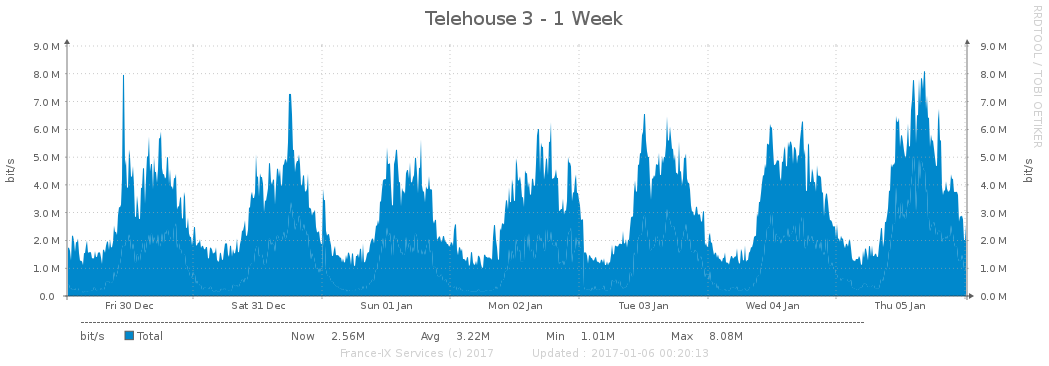 Telehouse 3 - 1 Week
RRDTOOL / TOBI OETIKER
bit/s
9.0 M 9.0 M
8.0 M 8.0 M
7.0 M 7.0 M
6.0 M 6.0 M
5.0 M 5.0 M
4.0 M 4.0 M
3.0 M 3.0 M
2.0 M 2.0 M
1.0 M 1.0 M
0.0 0.0 M
bit/s
Fri 30 Dec Sat 31 Dec Sun 01 Jan Mon 02 Jan Tue 03 Jan Wed 04 Jan Thu 05 Jan
bit/s Total Now 2.56M Avg 3.22M Min 1.01M Max 8.08M
France-IX Services (c) 2017 Updated : 2017-01-06 00:20:13